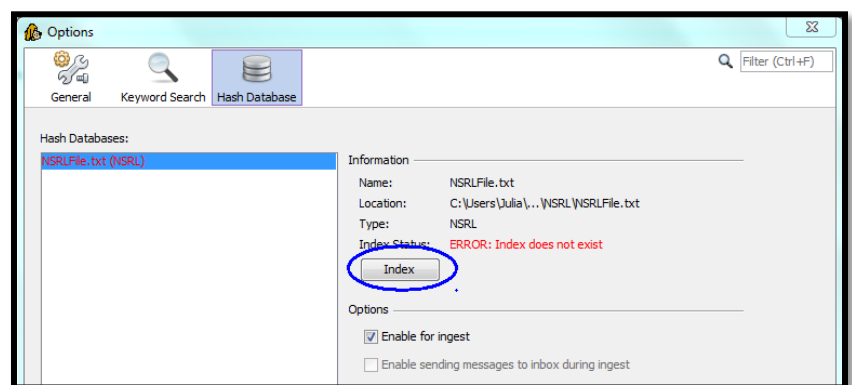 Options
General
Keyword Search
Hash Database
Filter (Ctrl+F)
Hash Databases:
NSRLFile.txt (NSRL)
Information
Name: NSRLFile.txt
Location: C:\Users\Julia\...\NSRL\NSRLFile.txt
Type: NSRL
Index Status: ERROR: Index does not exist
Index
Options
Enable for ingest
Enable sending messages to inbox during ingest